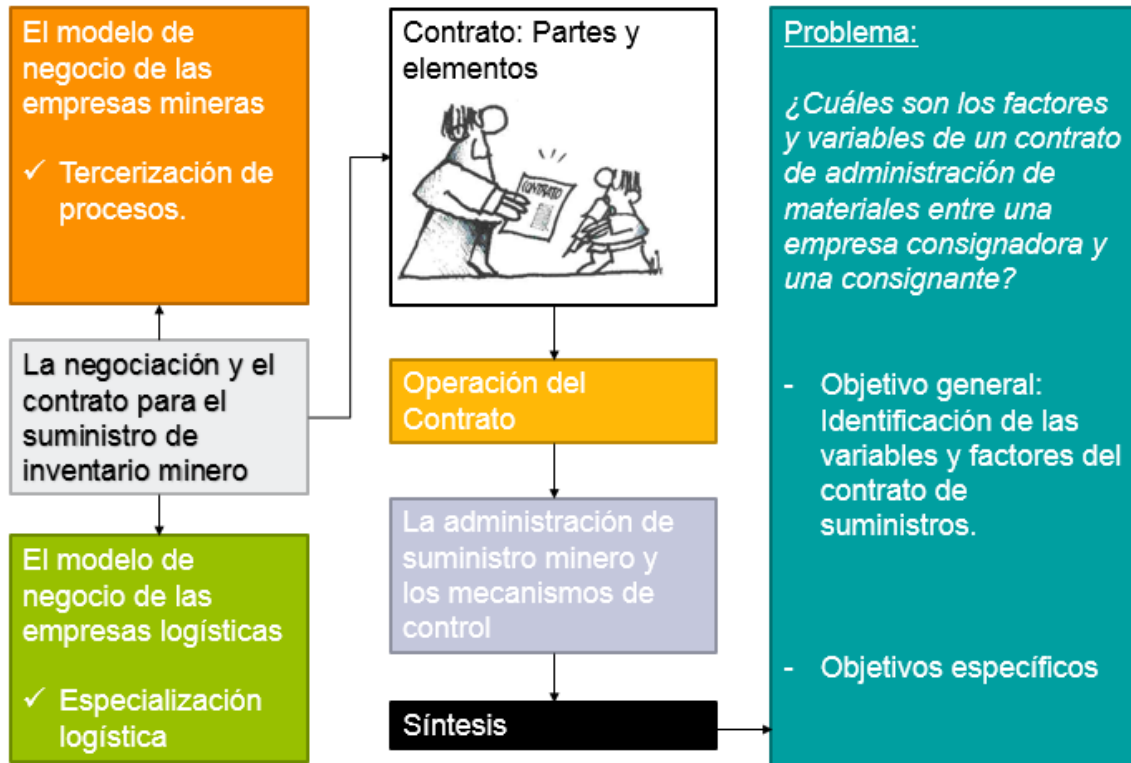 El modelo de
negocio de las
empresas mineras
✓ Tercerización de
procesos.
La negociación y el
contrato para el
suministro de
inventario minero
El modelo de
negocio de las
empresas logísticas
✓ Especialización
logística
Contrato: Partes y
elementos
CONTRATO
Operación del
Contrato
La administración de
suministro minero y
los mecanismos de
control
Síntesis
Problema:
¿Cuáles son los factores
y variables de un contrato
de administración de
materiales entre una
empresa consignadora y
una consignante?
- Objetivo general:
Identificación de las
variables y factores del
contrato de
suministros.
- Objetivos específicos